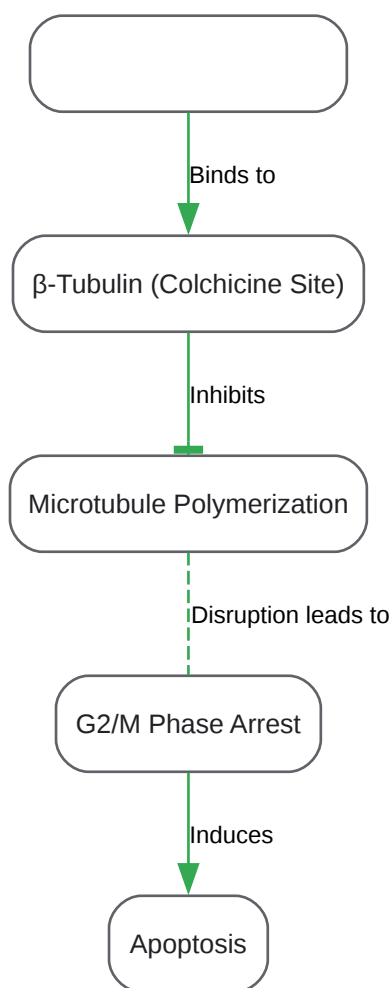 Binds to
β-Tubulin (Colchicine Site)
Inhibits
Microtubule Polymerization
Disruption leads to
G2/M Phase Arrest
Induces
Apoptosis